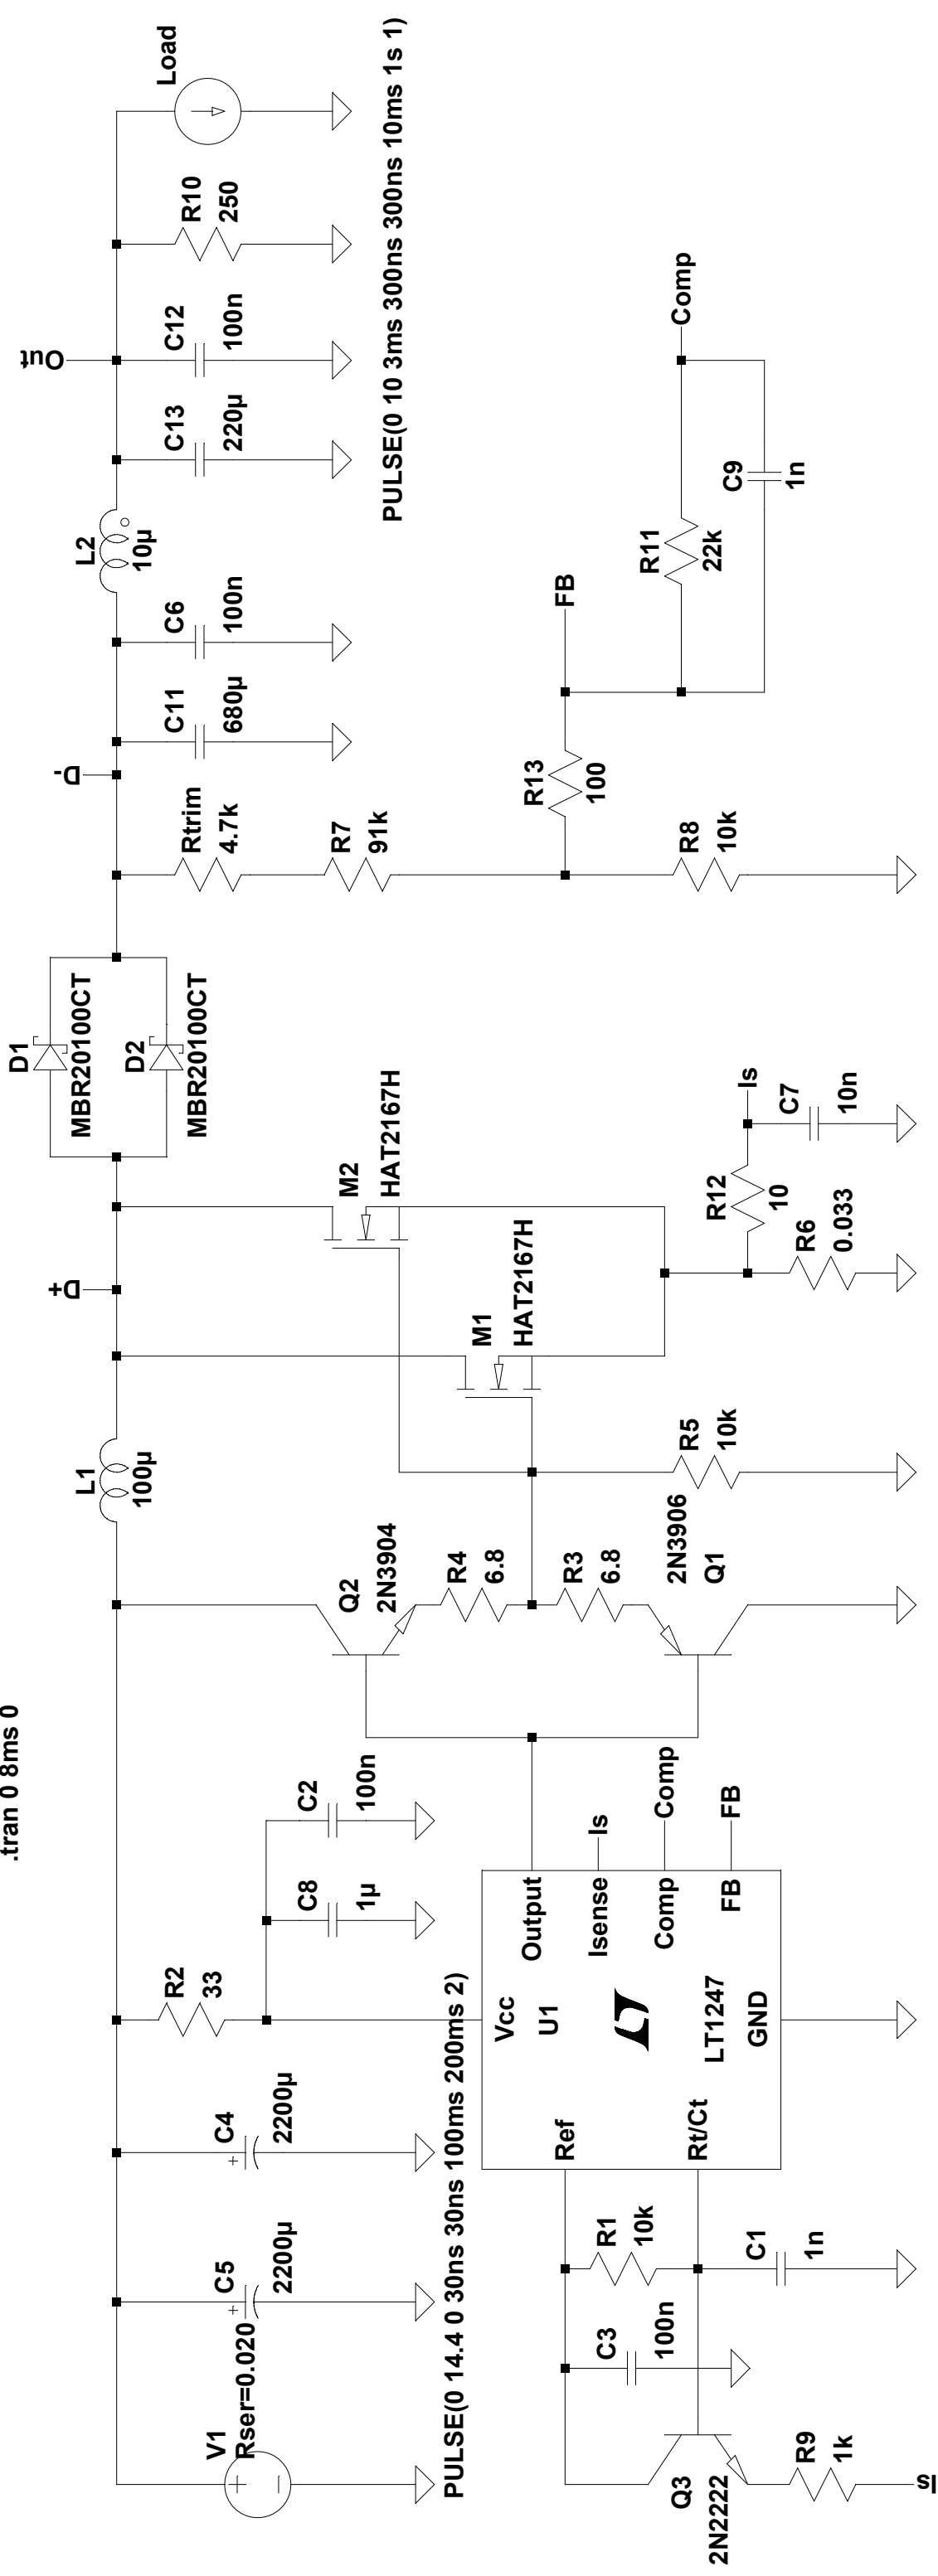 .tran 0 8ms 0
V1
Rser=0.020
PULSE(0 14.4 0 30ns 30ns 100ms 200ms 2)
C5
2200µ
C4
2200µ
R2
33
C8
1µ
C2
100n
Q2
2N3904
R4
6.8
R3
6.8
2N3906
Q1
L1
100µ
R5
10k
M1
HAT2167H
M2
HAT2167H
D+
R6
0.033
R12
10
Is
C7
10n
D1
MBR20100CT
D2
MBR20100CT
Rtrim
4.7k
R7
91k
R8
10k
D-
C11
680µ
C6
100n
L2
10µ
C13
220µ
C12
100n
Out
R10
250
Load
PULSE(0 10 3ms 300ns 300ns 10ms 1s 1)
R13
100
FB
R11
22k
C9
1n
Comp
Vcc
U1
LT1247
GND
Ref
Rt/Ct
Output
Isense
Comp
FB
Is
Comp
FB
R1
10k
C1
1n
C3
100n
Q3
2N2222
R9
1k
Is